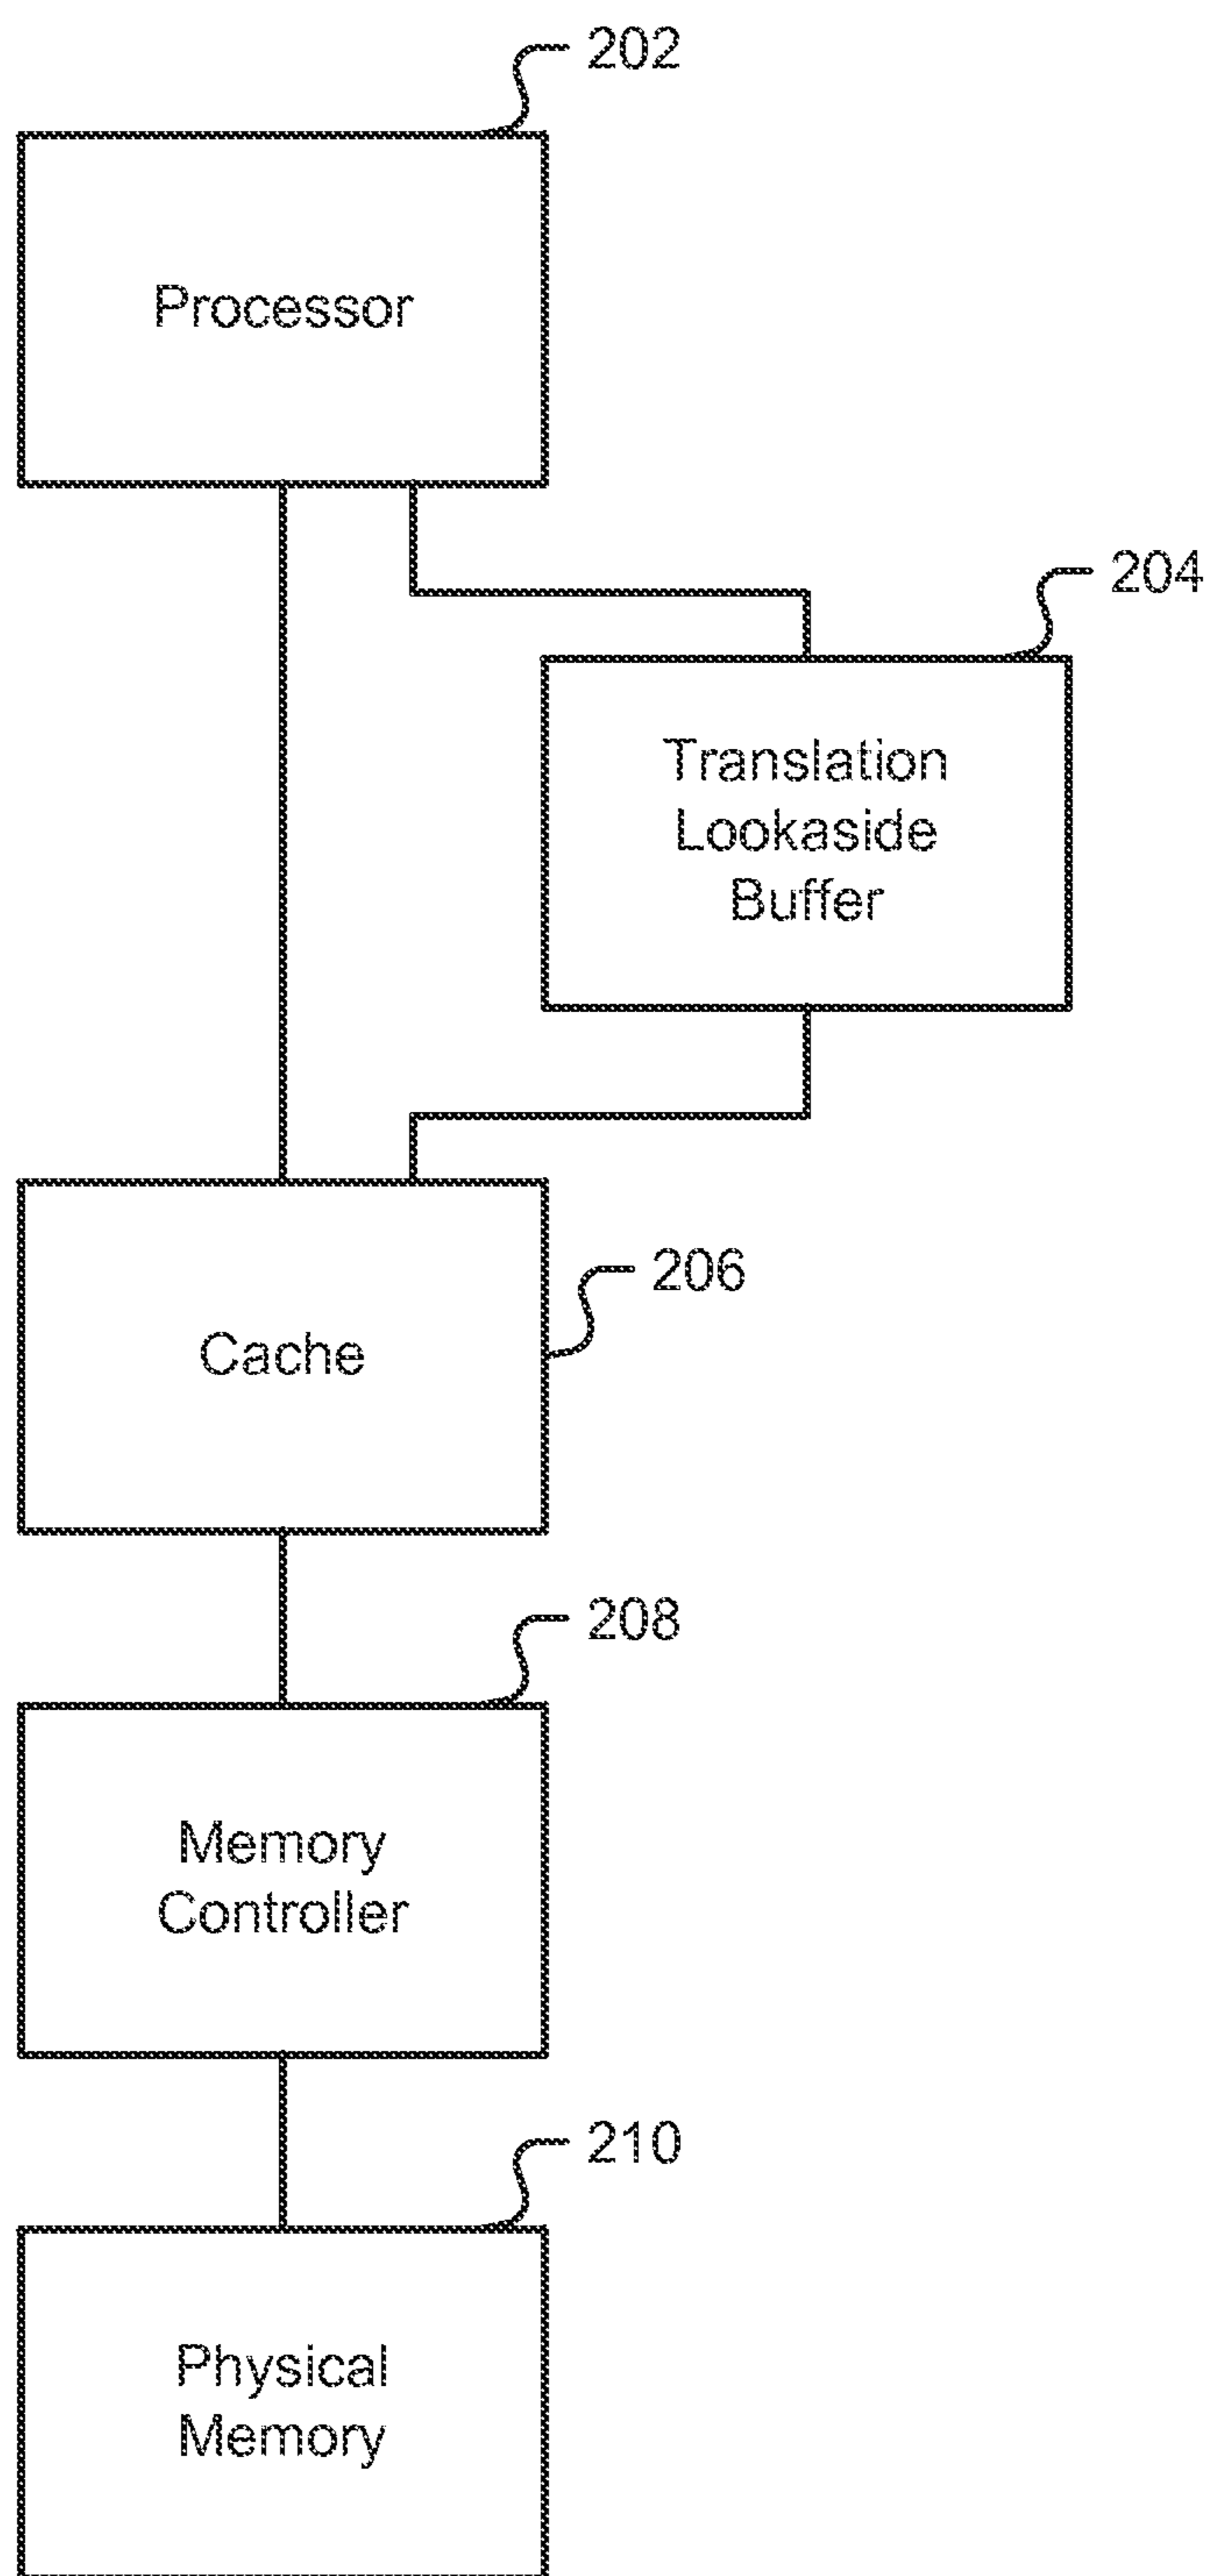 202
Processor
204
Translation
Lookaside
Buffer
206
Cache
208
Memory
Controller
210
Physical
Memory